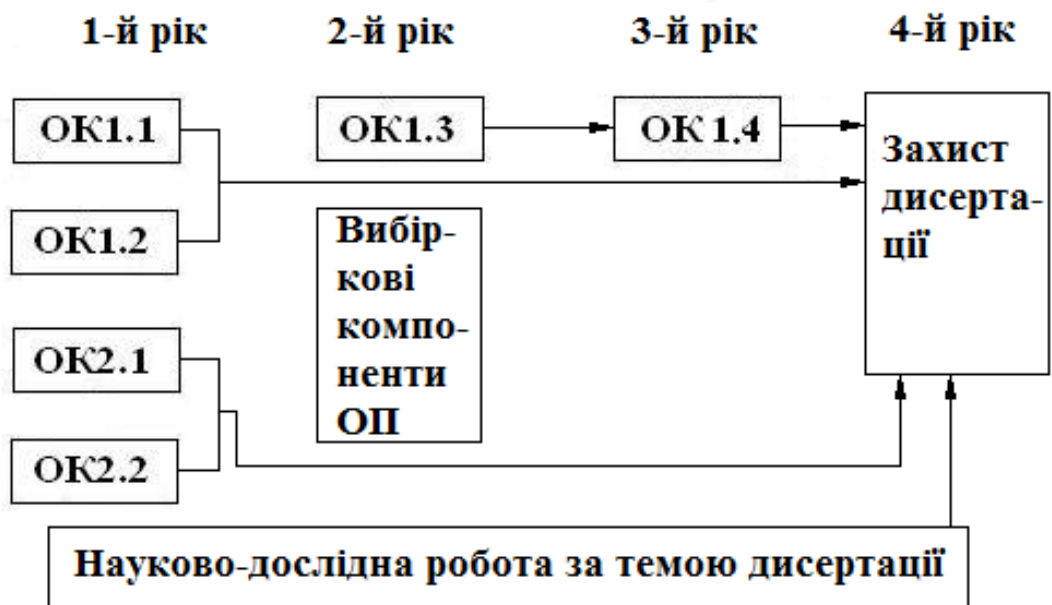 1-й рік 2-й рік 3-й рік 4-й рік
ОК1.1
ОК1.3
ОК 1.4
Захист
дисерта-
ції
ОК1.2
Вибір-
кові
компо-
ненти
ОП
ОК2.1
ОК2.2
Науково-дослідна робота за темою дисертації